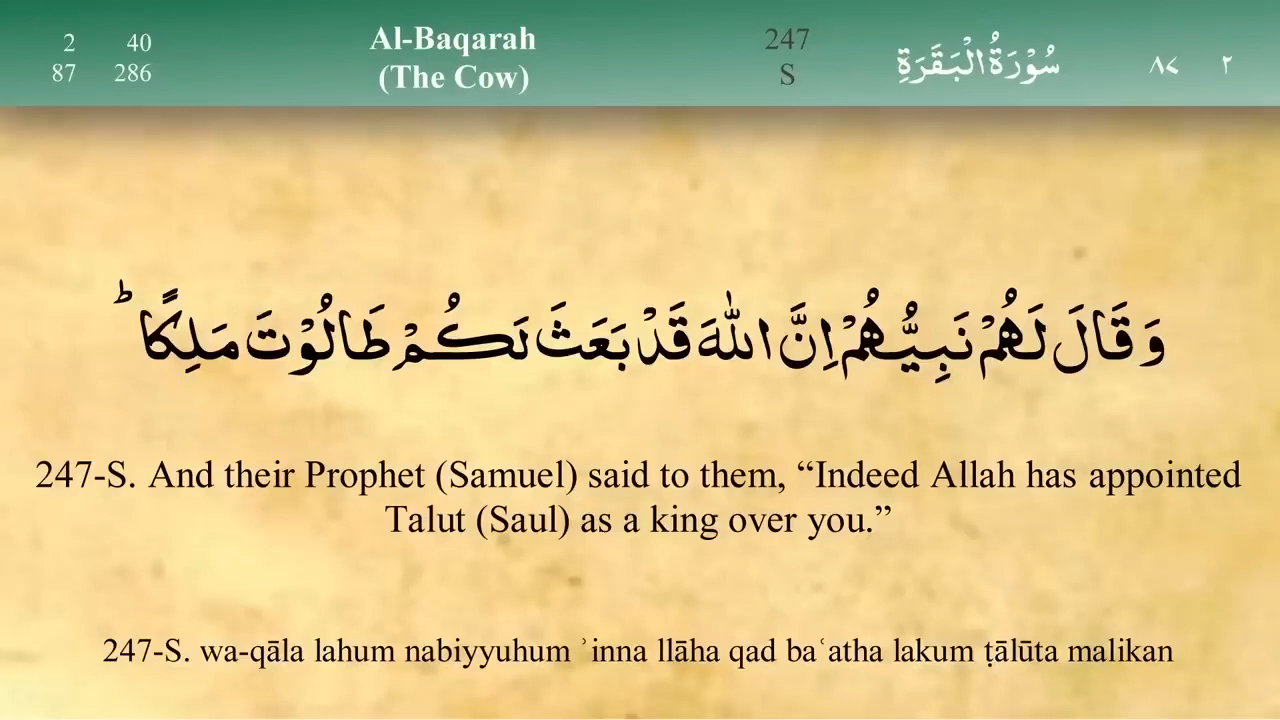 2 40
87 286
Al-Baqarah
(The Cow)
247
S
سُوْرَةُ الْبَقَرَةِ
٨٧ ٢
وَقَالَ لَهُمْ نَبِيُّهُمْ اِنَّ اللّٰهَ قَدْ بَعَثَ لَكُمْ طَالُوْتَ مَلِكًا ؕ
247-S. And their Prophet (Samuel) said to them, “Indeed Allah has appointed
Talut (Saul) as a king over you.”
247-S. wa-qāla lahum nabiyyuhum ʾinna llāha qad baʿatha lakum ṭālūta malikan